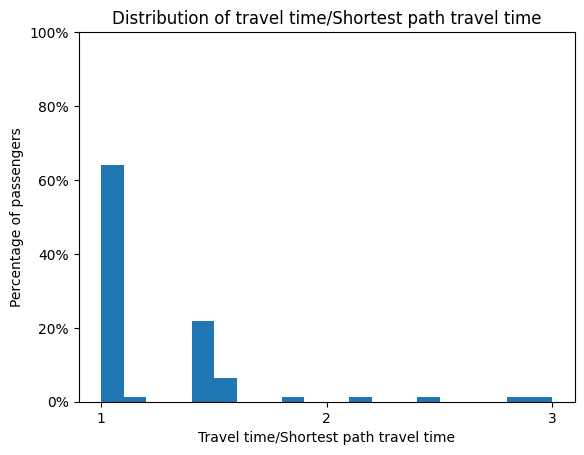 Distribution of travel time/Shortest path travel time
100%
80%
60%
40%
20%
0%
Percentage of passengers
1 2 3
Travel time/Shortest path travel time